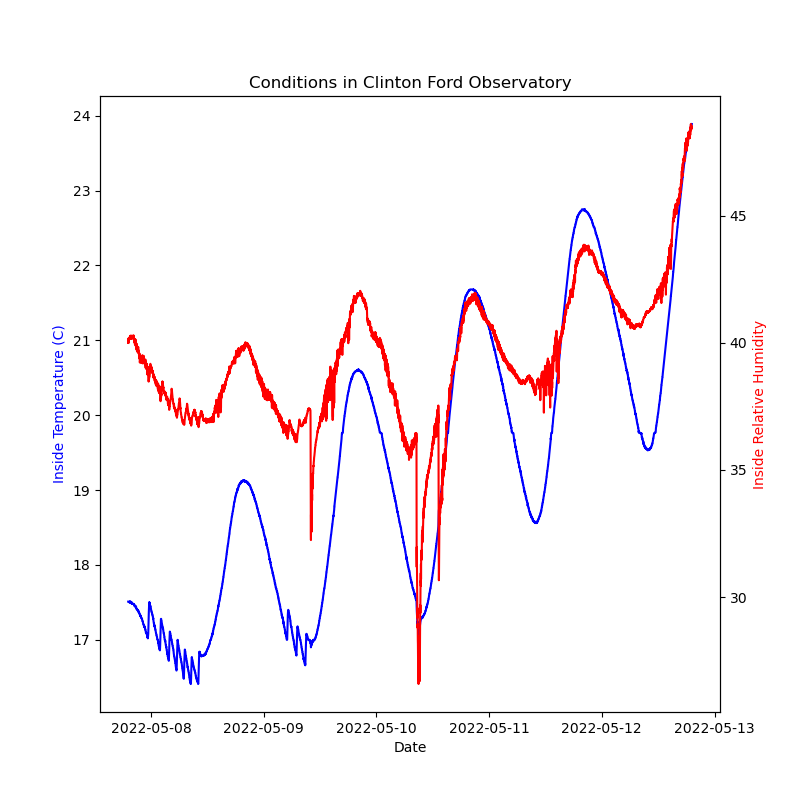 Conditions in Clinton Ford Observatory
24
23
22
21
20
19
18
17
Inside Temperature (C)
45
40
35
30
Inside Relative Humidity
2022-05-08 2022-05-09 2022-05-10 2022-05-11 2022-05-12 2022-05-13
Date